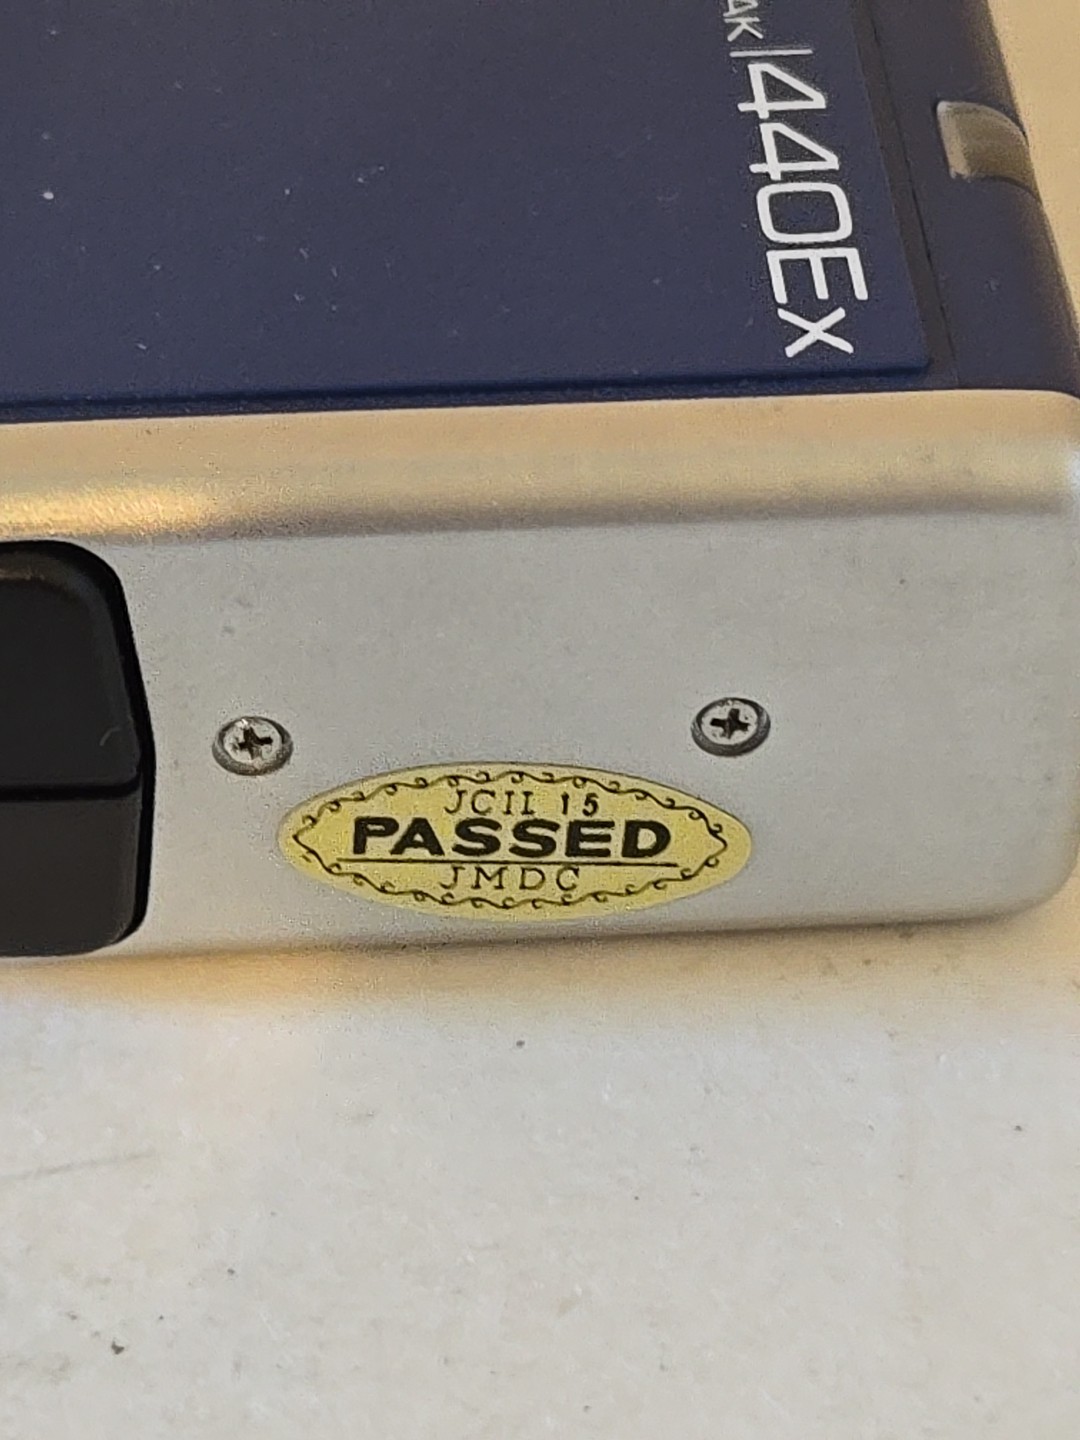 AK
440EX
JCII 15
PASSED
JMDC